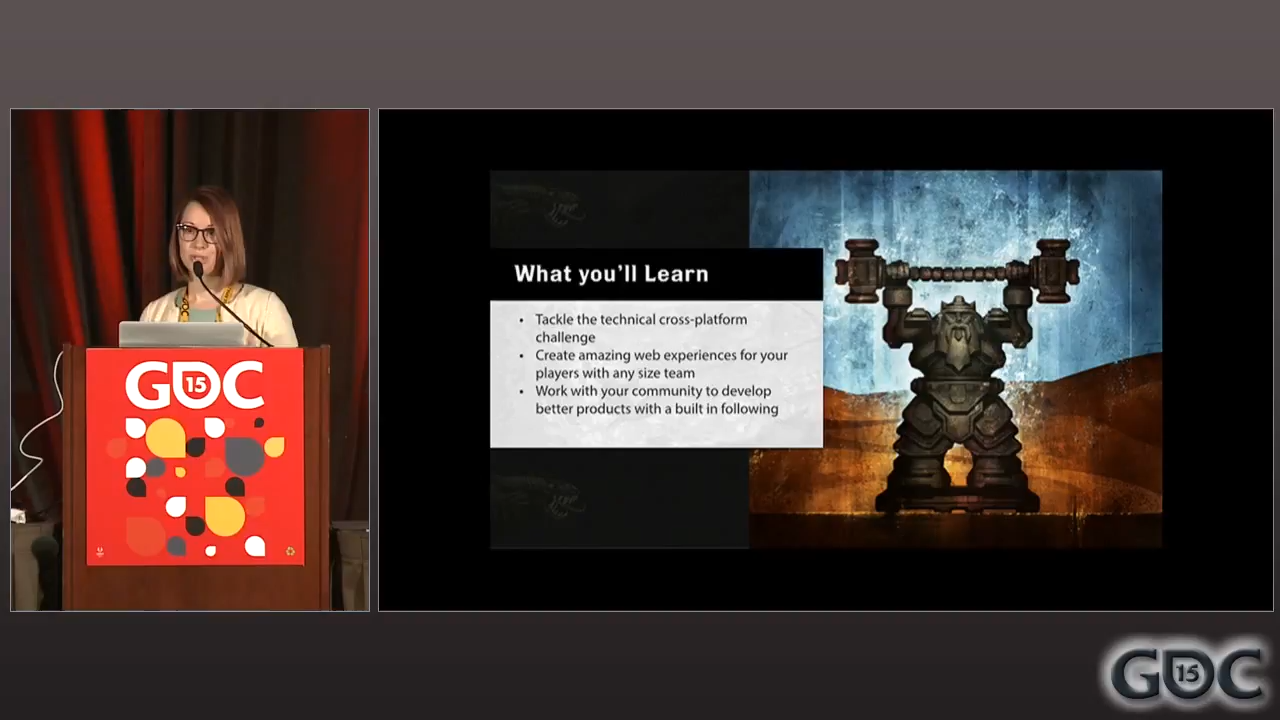 GDC
15
What you'll Learn
• Tackle the technical cross-platform
challenge
• Create amazing web experiences for your
players with any size team
• Work with your community to develop
better products with a built in following
GDC
15